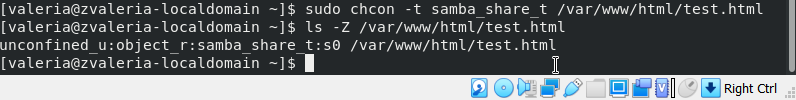 [valeria@zvaleria-localdomain ~]$ sudo chcon -t samba_share_t /var/www/html/test.html
[valeria@zvaleria-localdomain ~]$ ls -Z /var/www/html/test.html
unconfined_u:object_r:samba_share_t:s0 /var/www/html/test.html
[valeria@zvaleria-localdomain ~]$
Right Ctrl